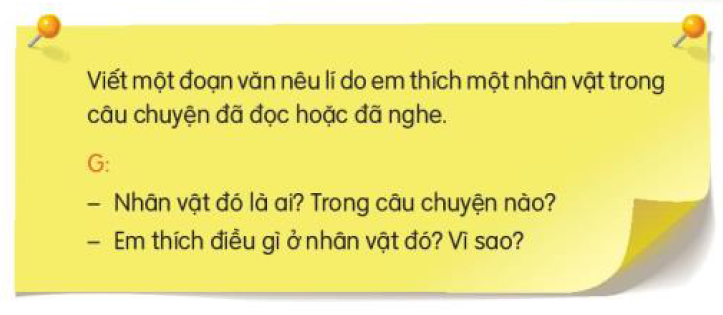 Viết một đoạn văn nêu lí do em thích một nhân vật trong
câu chuyện đã đọc hoặc đã nghe.
G:
– Nhân vật đó là ai? Trong câu chuyện nào?
– Em thích điều gì ở nhân vật đó? Vì sao?